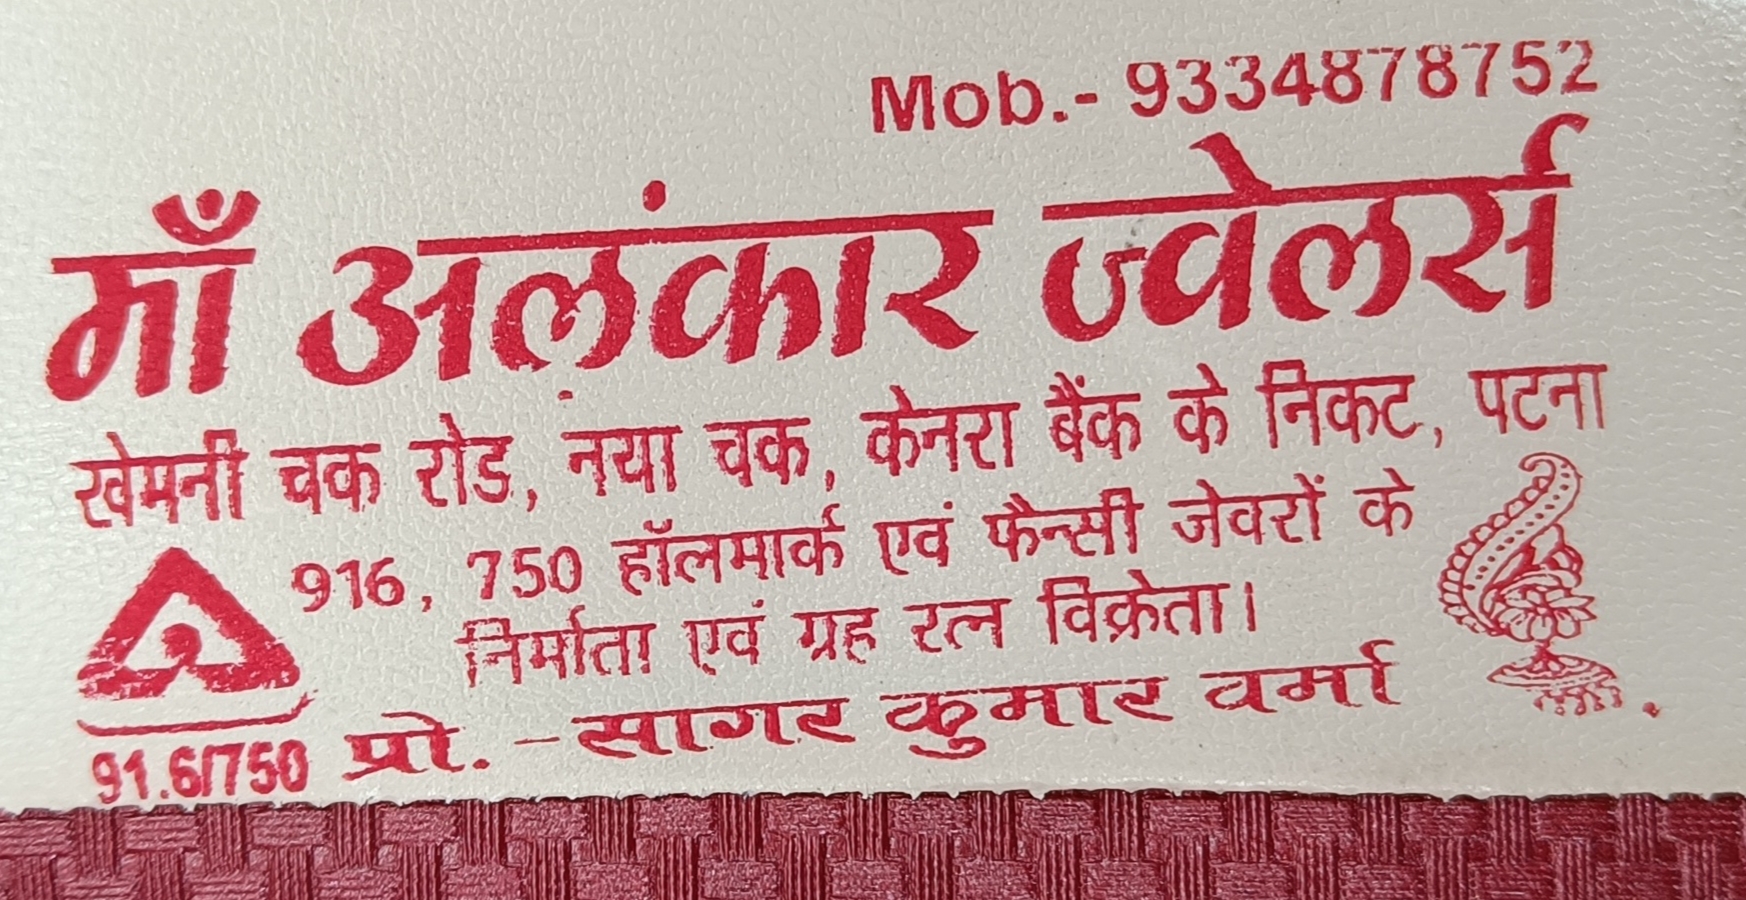 Mob.- 9334878752
माँ अलंकार ज्वेलर्स
खेमनी चक रोड, नया चक, केनरा बैंक के निकट, पटना
916, 750 हॉलमार्क एवं फैन्सी जेवरों के
निर्माता एवं ग्रह रत्न विक्रेता।
91.6/750
प्रो. - सागर कुमार वर्मा